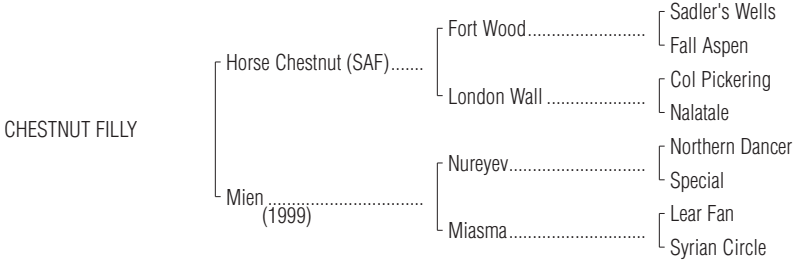 Sadler's Wells
Fort Wood..........................
Fall Aspen
Horse Chestnut (SAF).......
Col Pickering
London Wall ......................
Nalatale
CHESTNUT FILLY
Northern Dancer
Nureyev..............................
Special
Mien ...................................
(1999)
Lear Fan
Miasma..............................
Syrian Circle